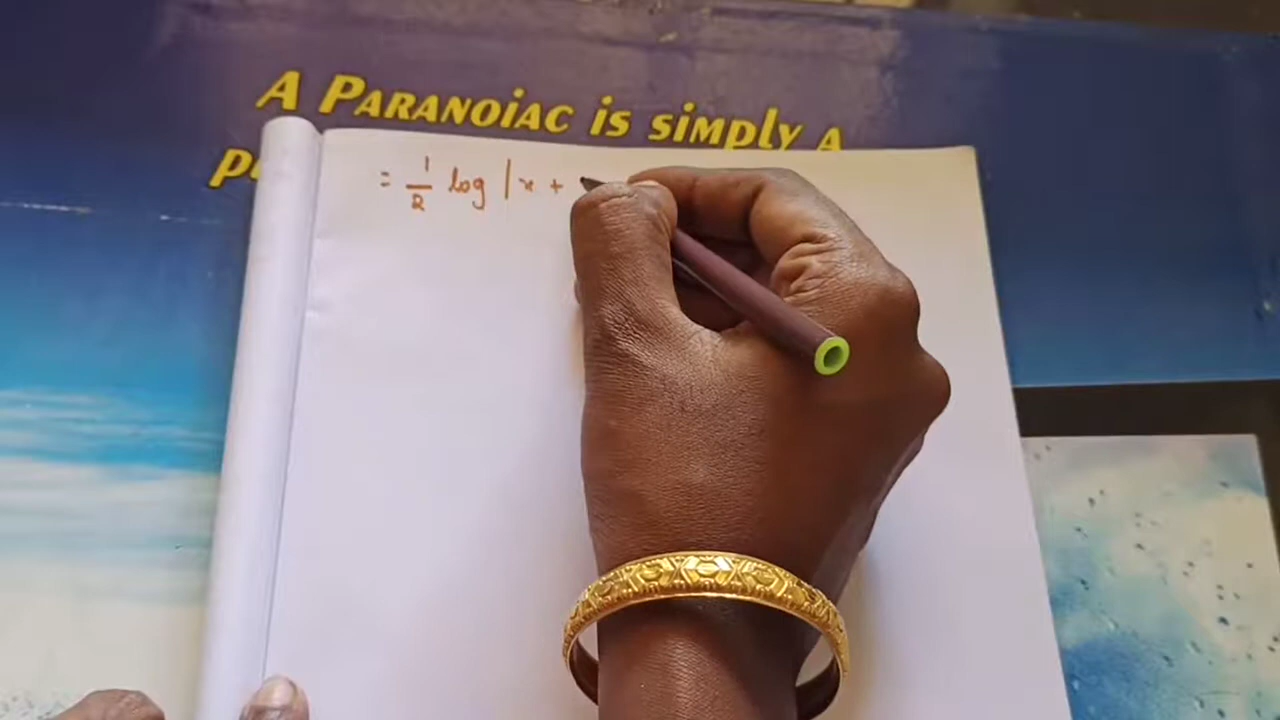 A PARANOiAC is simply A
= 1/2 log |x +